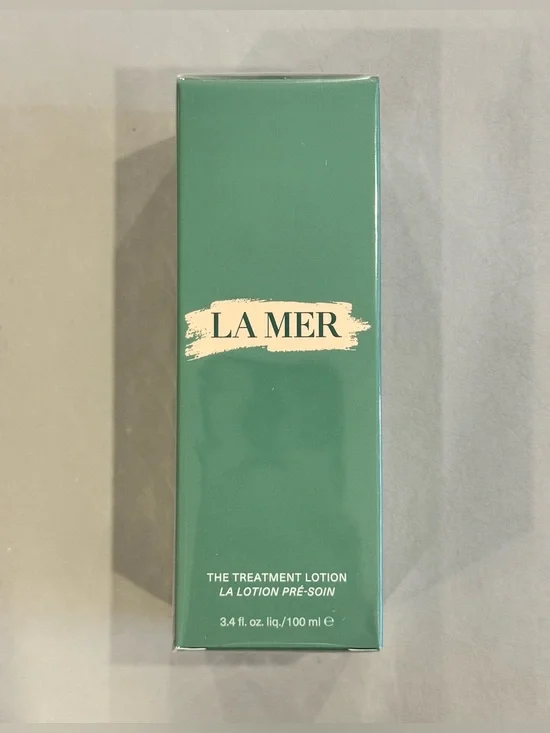 LA MER
THE TREATMENT LOTION
LA LOTION PRÉ-SOIN
3.4 fl. oz. liq./100 ml ℮